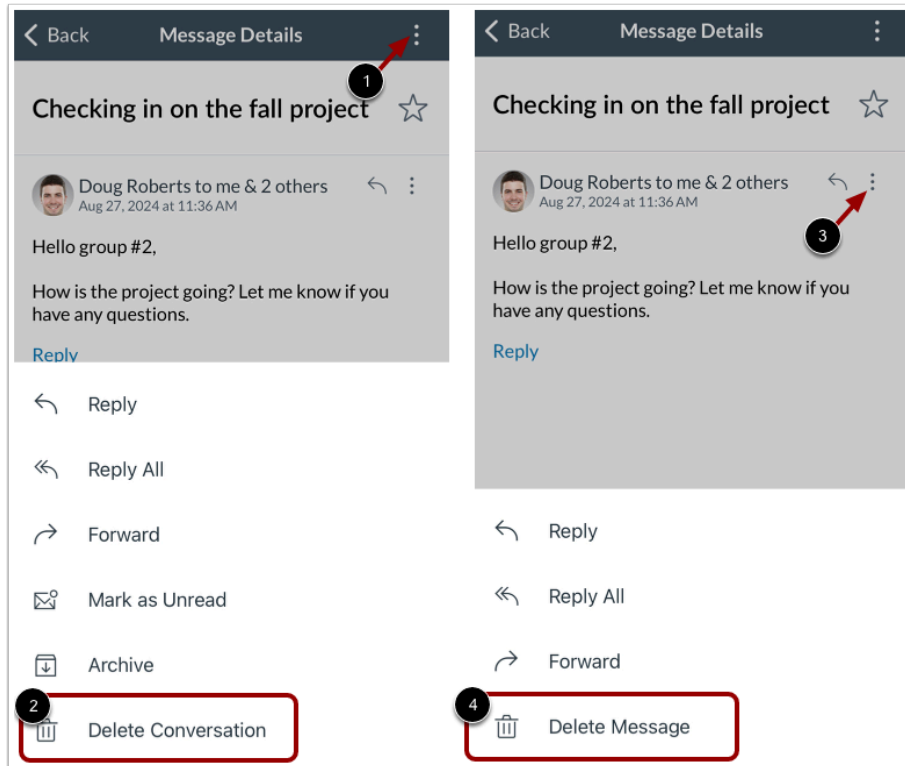 Back Message Details
1
Checking in on the fall project
Doug Roberts to me & 2 others
Aug 27, 2024 at 11:36 AM
Hello group #2,
How is the project going? Let me know if you
have any questions.
Reply
Reply
Reply All
Forward
Mark as Unread
Archive
2
Delete Conversation
Back Message Details
Checking in on the fall project
Doug Roberts to me & 2 others
Aug 27, 2024 at 11:36 AM
3
Hello group #2,
How is the project going? Let me know if you
have any questions.
Reply
Reply
Reply All
Forward
4
Delete Message